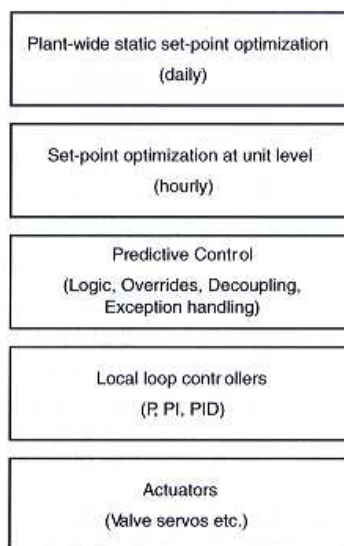 Plant-wide static set-point optimization
(daily)
Set-point optimization at unit level
(hourly)
Predictive Control
(Logic, Overrides, Decoupling,
Exception handling)
Local loop controllers
(P, PI, PID)
Actuators
(Valve servos etc.)